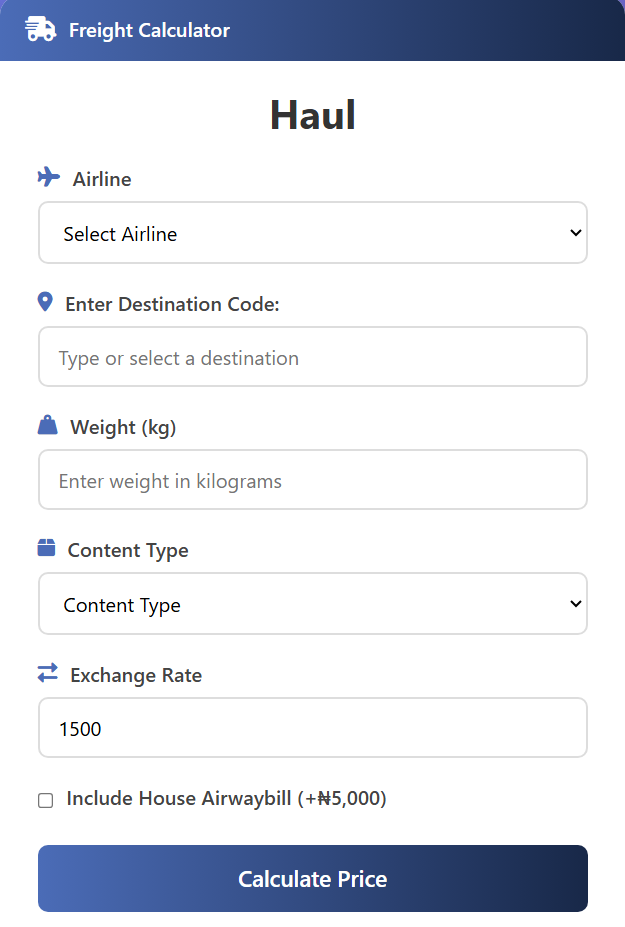 Freight Calculator
Haul
Airline
Select Airline
Enter Destination Code:
Type or select a destination
Weight (kg)
Enter weight in kilograms
Content Type
Content Type
Exchange Rate
1500
Include House Airwaybill (+₦5,000)
Calculate Price